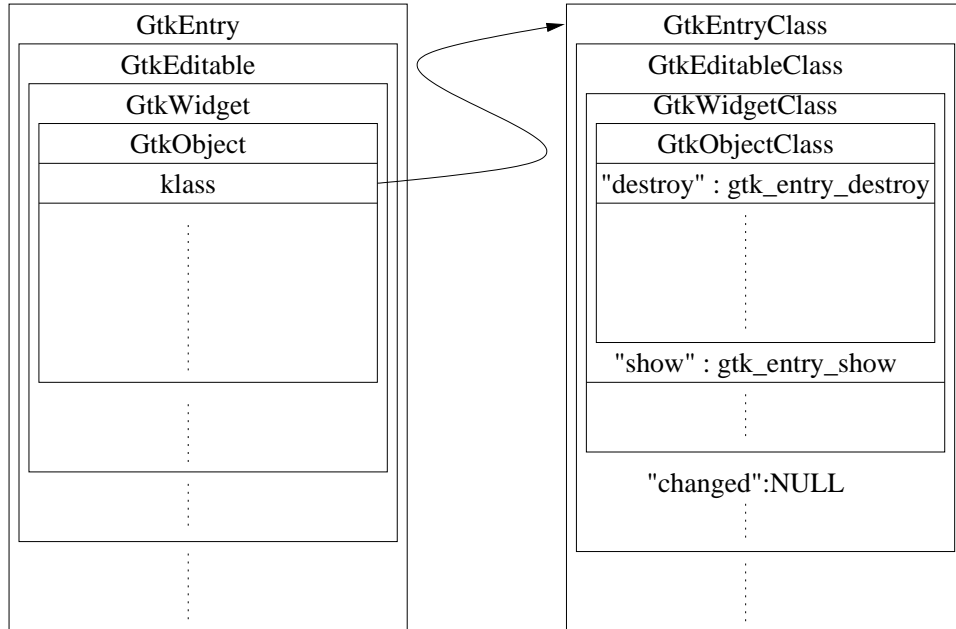 GtkEntry
GtkEditable
GtkWidget
GtkObject
klass
GtkEntryClass
GtkEditableClass
GtkWidgetClass
GtkObjectClass
"destroy" : gtk_entry_destroy
"show" : gtk_entry_show
"changed":NULL